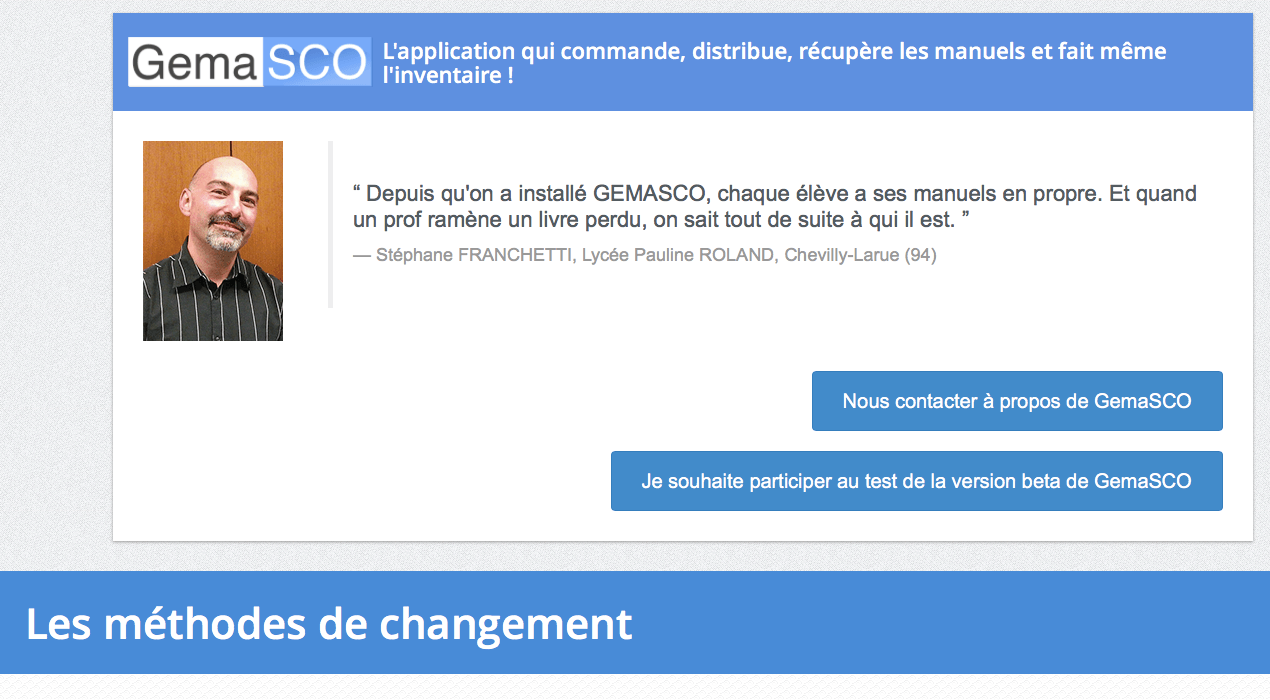 GemaSCO
L'application qui commande, distribue, récupère les manuels et fait même
l'inventaire !
“ Depuis qu'on a installé GEMASCO, chaque élève a ses manuels en propre. Et quand
un prof ramène un livre perdu, on sait tout de suite à qui il est. ”
— Stéphane FRANCHETTI, Lycée Pauline ROLAND, Chevilly-Larue (94)
Nous contacter à propos de GemaSCO
Je souhaite participer au test de la version beta de GemaSCO
Les méthodes de changement